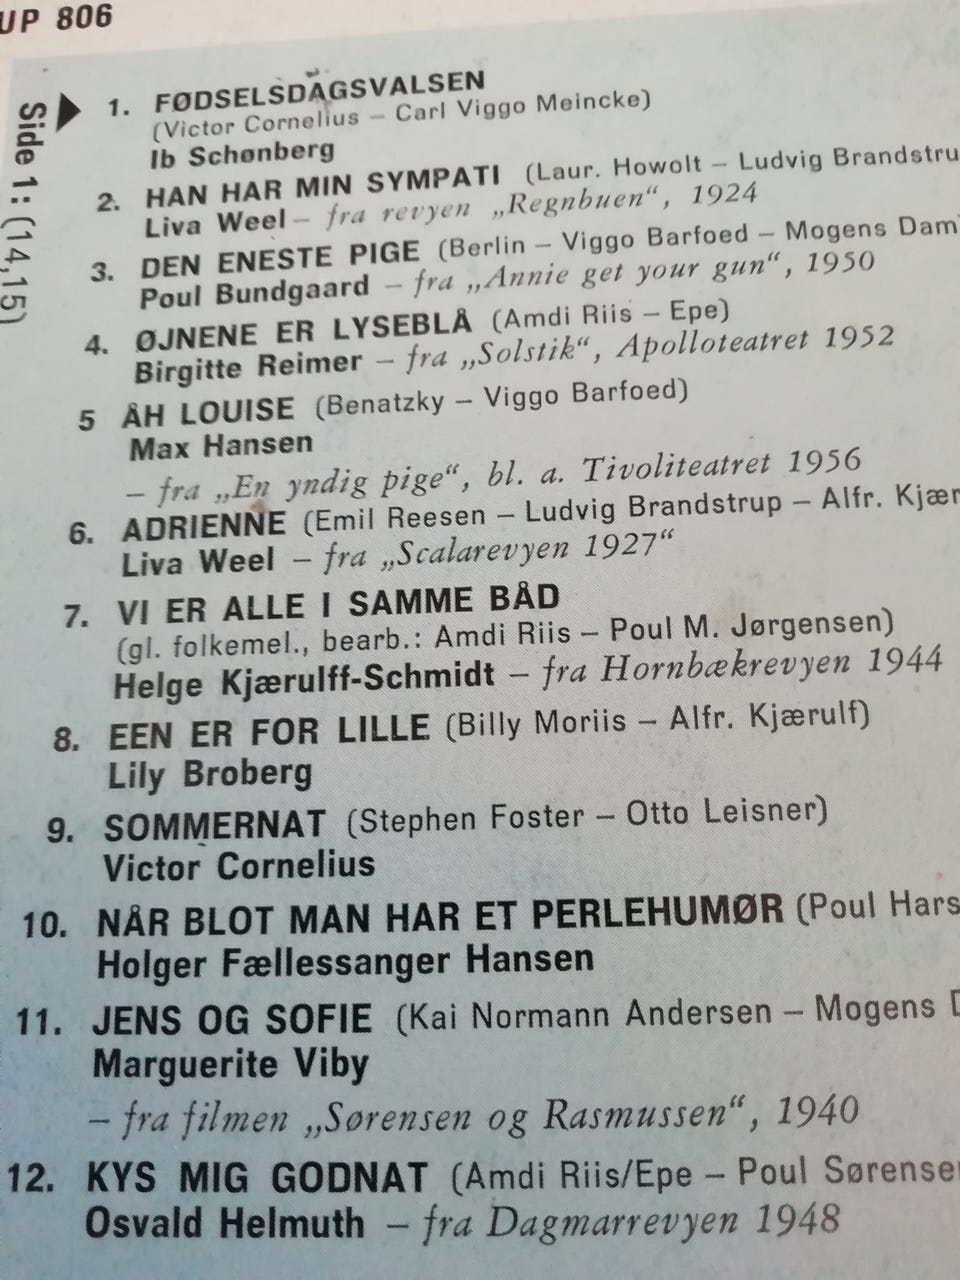 UP 806
Side 1: (14,15)
1. FØDSELSDAGSVALSEN
(Victor Cornelius – Carl Viggo Meincke)
Ib Schønberg
2. HAN HAR MIN SYMPATI (Laur. Howolt – Ludvig Brandstru
Liva Weel – fra revyen „Regnbuen“, 1924
3. DEN ENESTE PIGE (Berlin – Viggo Barfoed – Mogens Dam
Poul Bundgaard – fra „Annie get your gun“, 1950
4. ØJNENE ER LYSEBLÅ (Amdi Riis – Epe)
Birgitte Reimer – fra „Solstik“, Apolloteatret 1952
5 ÅH LOUISE (Benatzky – Viggo Barfoed)
Max Hansen
– fra „En yndig pige“, bl. a. Tivoliteatret 1956
6. ADRIENNE (Emil Reesen – Ludvig Brandstrup – Alfr. Kjær
Liva Weel – fra „Scalarevyen 1927“
7. VI ER ALLE I SAMME BÅD
(gl. folkemel., bearb.: Amdi Riis – Poul M. Jørgensen)
Helge Kjærulff-Schmidt – fra Hornbækrevyen 1944
8. EEN ER FOR LILLE (Billy Moriis – Alfr. Kjærulf)
Lily Broberg
9. SOMMERNAT (Stephen Foster – Otto Leisner)
Victor Cornelius
10. NÅR BLOT MAN HAR ET PERLEHUMØR (Poul Hars
Holger Fællessanger Hansen
11. JENS OG SOFIE (Kai Normann Andersen – Mogens D
Marguerite Viby
– fra filmen „Sørensen og Rasmussen“, 1940
12. KYS MIG GODNAT (Amdi Riis/Epe – Poul Sørense
Osvald Helmuth – fra Dagmarrevyen 1948